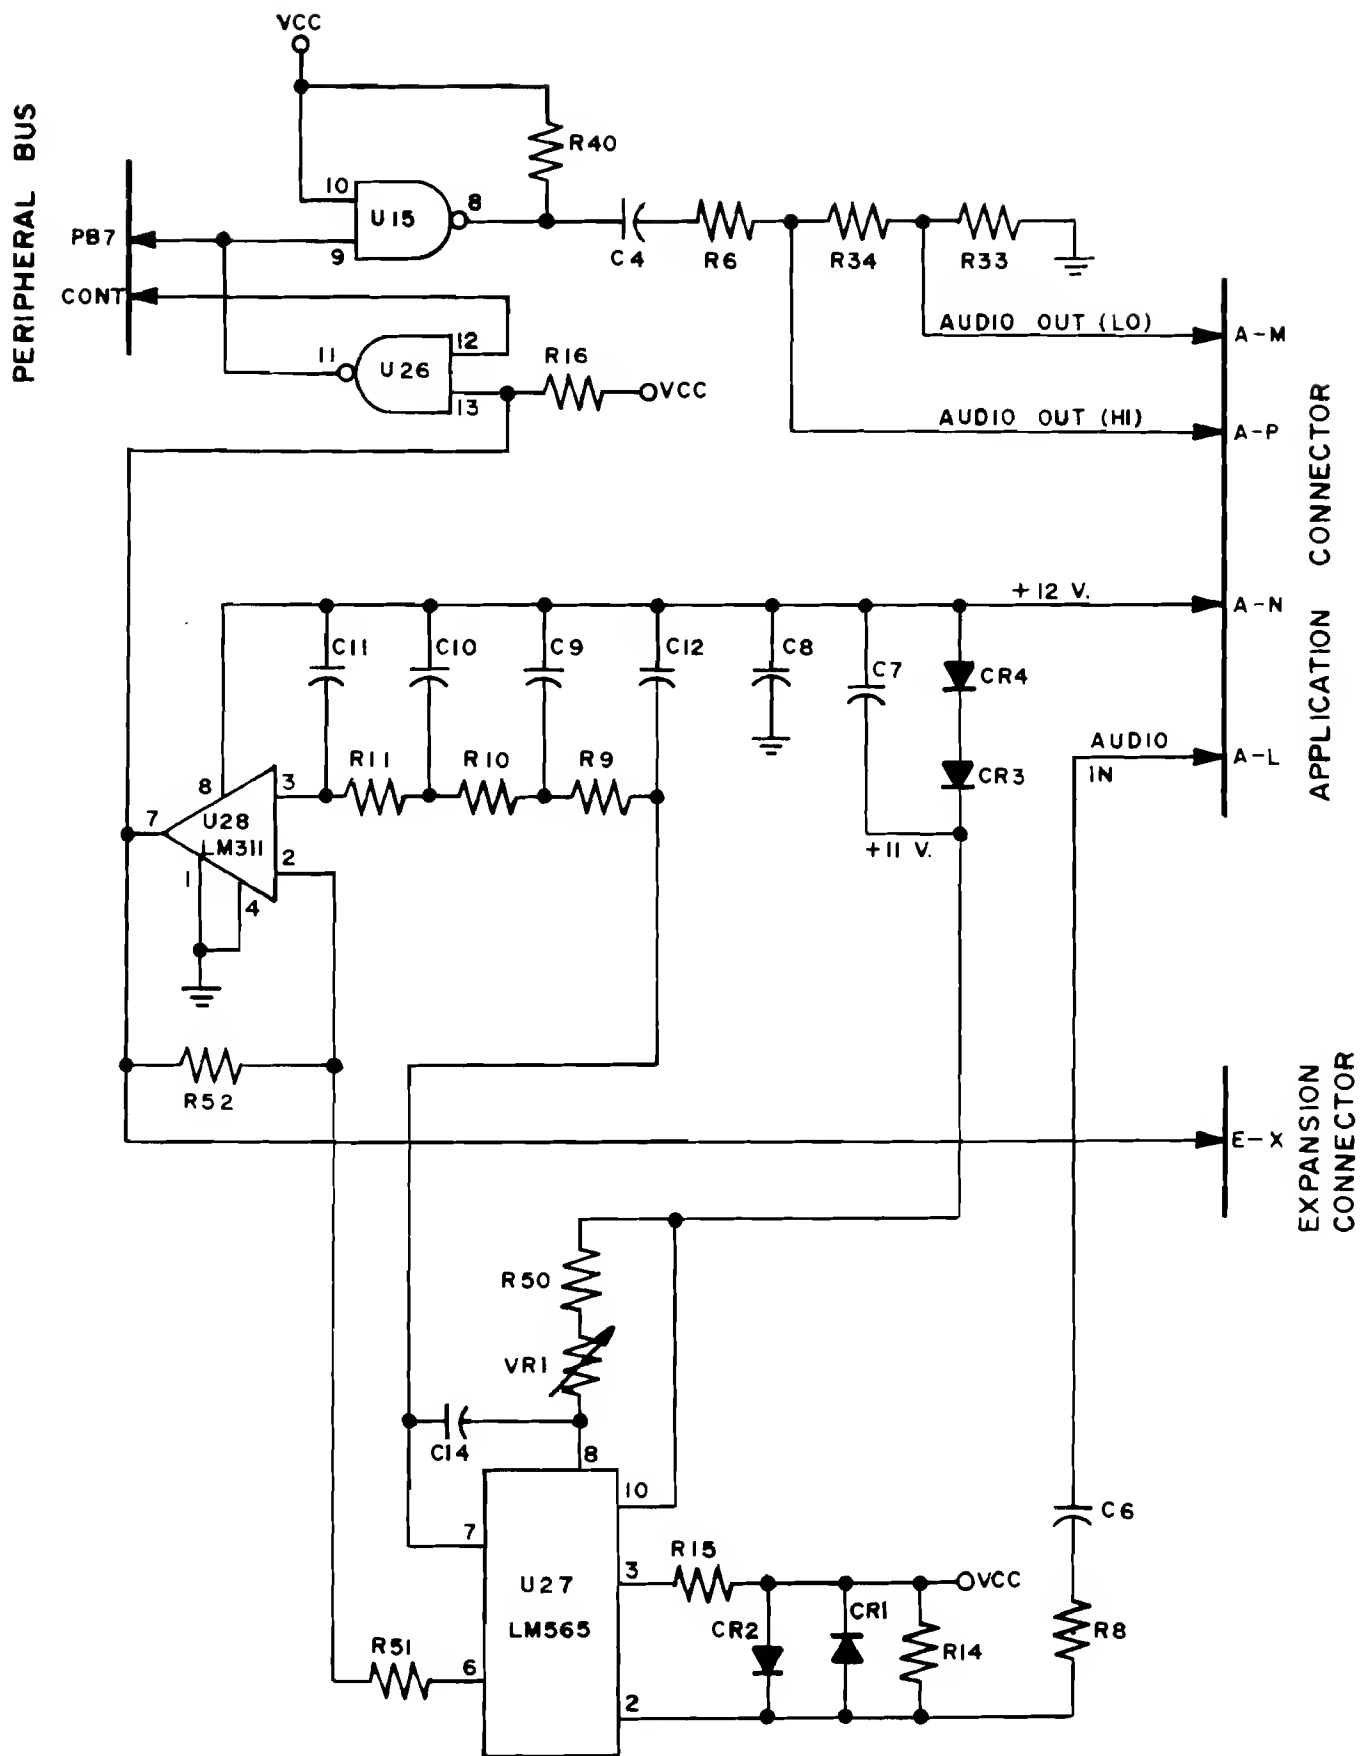 VCC
PERIPHERAL BUS
R40
10
U15
8
9
PB7
CONT
C4
R6
R34
R33
AUDIO OUT (LO)
A-M
12
11
U26
13
R16
VCC
AUDIO OUT (HI)
A-P
APPLICATION CONNECTOR
+12 V.
A-N
C11
C10
C9
C12
C8
C7
CR4
R11
R10
R9
CR3
AUDIO
IN
A-L
8
3
7
U28
LM311
2
1
4
+11 V.
R52
E-X
EXPANSION
CONNECTOR
R50
VR1
C14
8
10
7
C6
U27
LM565
3
R15
VCC
CR2
CR1
R14
R8
R51
6
2